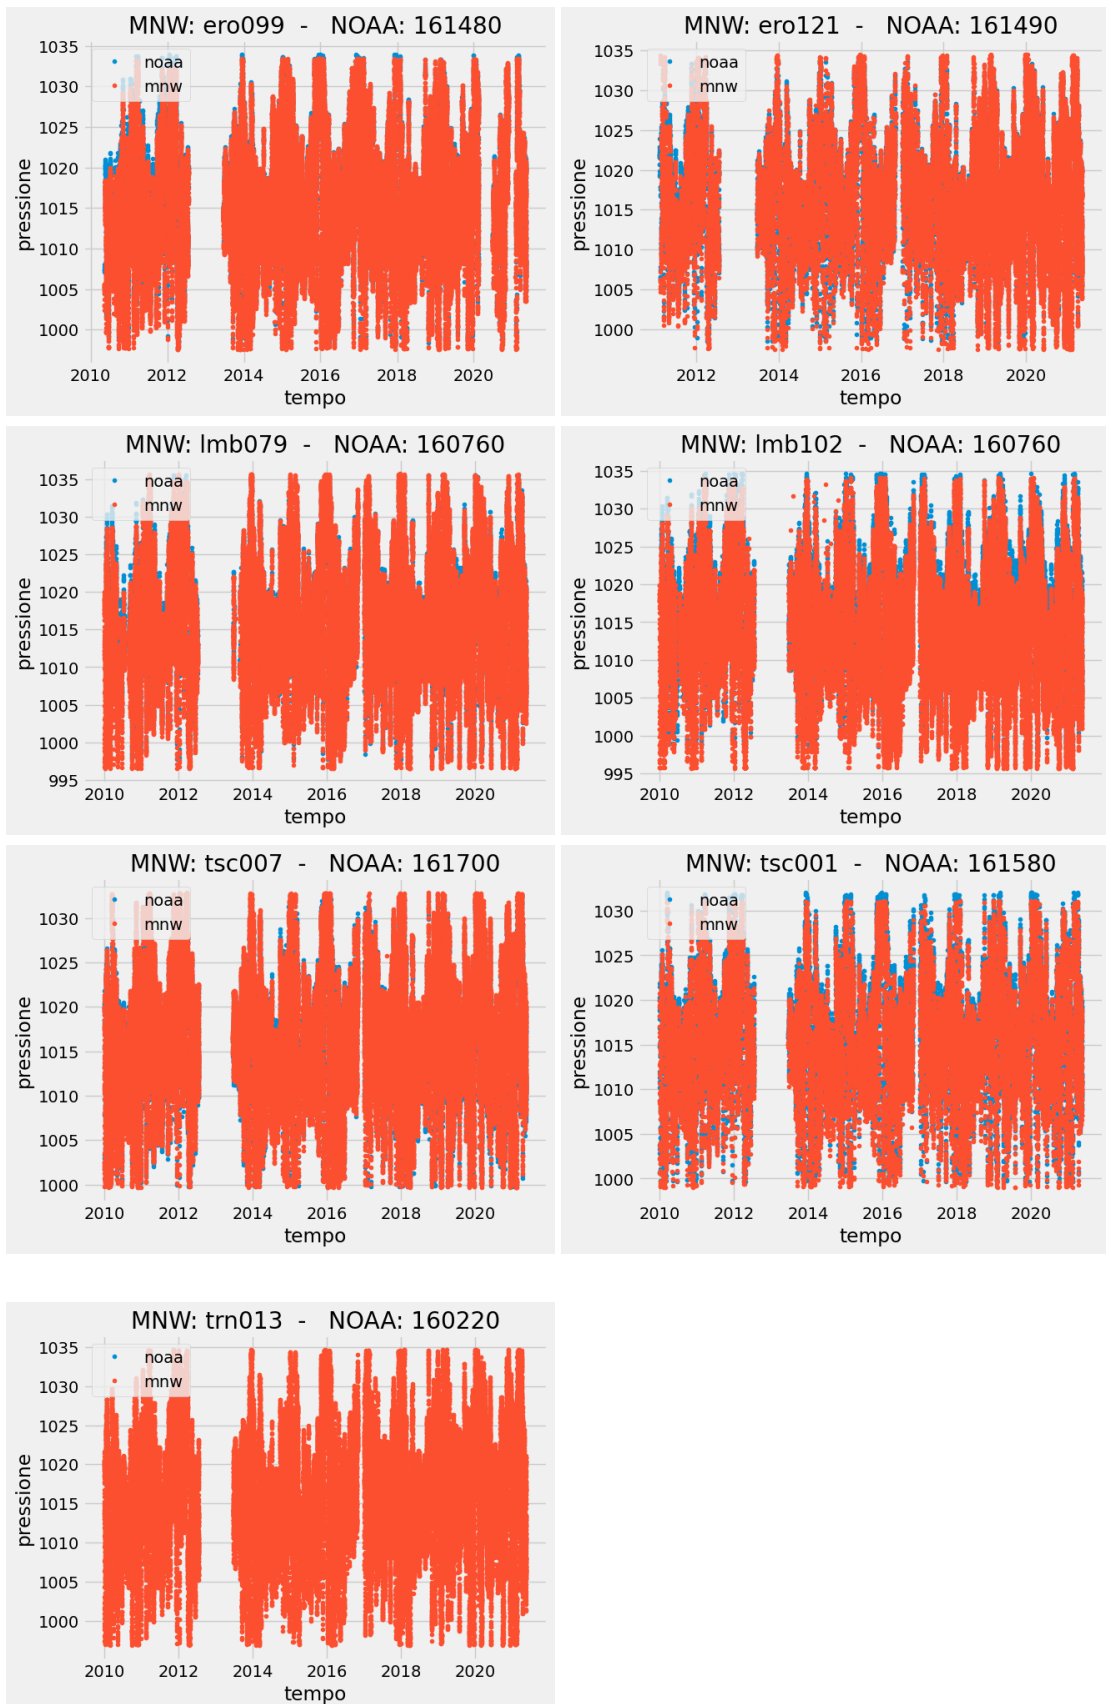 MNW: ero099  -   NOAA: 161480
1035
noaa
mnw
1030
1025
1020
1015
1010
1005
1000
pressione
2010 2012 2014 2016 2018 2020
tempo
MNW: ero121  -   NOAA: 161490
1035
noaa
mnw
1030
1025
1020
1015
1010
1005
1000
pressione
2012 2014 2016 2018 2020
tempo
MNW: lmb079  -   NOAA: 160760
1035
noaa
mnw
1030
1025
1020
1015
1010
1005
1000
995
pressione
2010 2012 2014 2016 2018 2020
tempo
MNW: lmb102  -   NOAA: 160760
1035
noaa
mnw
1030
1025
1020
1015
1010
1005
1000
995
pressione
2010 2012 2014 2016 2018 2020
tempo
MNW: tsc007  -   NOAA: 161700
noaa
1030
mnw
1025
1020
1015
1010
1005
1000
pressione
2010 2012 2014 2016 2018 2020
tempo
MNW: tsc001  -   NOAA: 161580
noaa
1030
mnw
1025
1020
1015
1010
1005
1000
pressione
2010 2012 2014 2016 2018 2020
tempo
MNW: trn013  -   NOAA: 160220
1035
noaa
mnw
1030
1025
1020
1015
1010
1005
1000
pressione
2010 2012 2014 2016 2018 2020
tempo